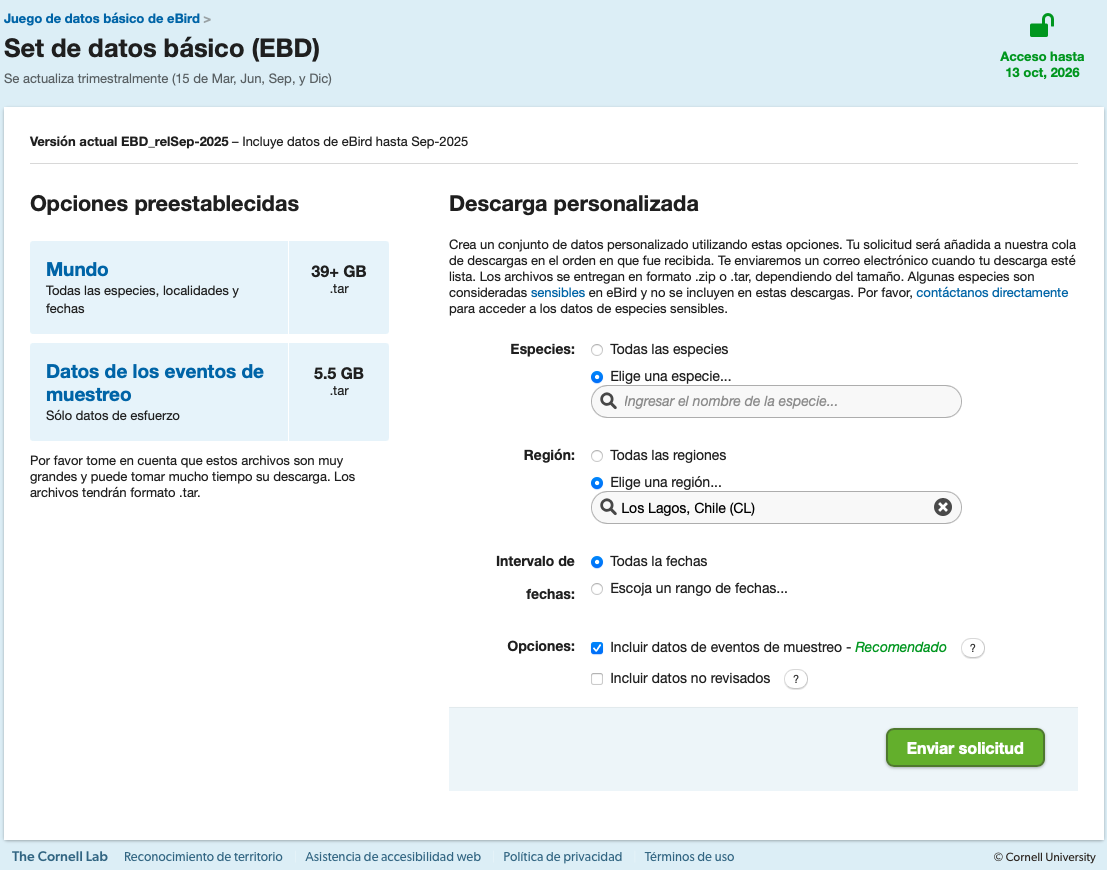 Juego de datos básico de eBird >
Set de datos básico (EBD)
Se actualiza trimestralmente (15 de Mar, Jun, Sep, y Dic)
Acceso hasta
13 oct, 2026
Versión actual EBD_relSep-2025 – Incluye datos de eBird hasta Sep-2025
Opciones preestablecidas
Mundo
Todas las especies, localidades y
fechas
39+ GB
.tar
Datos de los eventos de
muestreo
Sólo datos de esfuerzo
5.5 GB
.tar
Por favor tome en cuenta que estos archivos son muy
grandes y puede tomar mucho tiempo su descarga. Los
archivos tendrán formato .tar.
Descarga personalizada
Crea un conjunto de datos personalizado utilizando estas opciones. Tu solicitud será añadida a nuestra cola
de descargas en el orden en que fue recibida. Te enviaremos un correo electrónico cuando tu descarga esté
lista. Los archivos se entregan en formato .zip o .tar, dependiendo del tamaño. Algunas especies son
consideradas sensibles en eBird y no se incluyen en estas descargas. Por favor, contáctanos directamente
para acceder a los datos de especies sensibles.
Especies:
Todas las especies
Elige una especie...
Ingresar el nombre de la especie...
Región:
Todas las regiones
Elige una región...
Los Lagos, Chile (CL)
Intervalo de
fechas:
Todas la fechas
Escoja un rango de fechas...
Opciones:
Incluir datos de eventos de muestreo - Recomendado ?
Incluir datos no revisados ?
Enviar solicitud
The Cornell Lab Reconocimiento de territorio Asistencia de accesibilidad web Política de privacidad Términos de uso © Cornell University